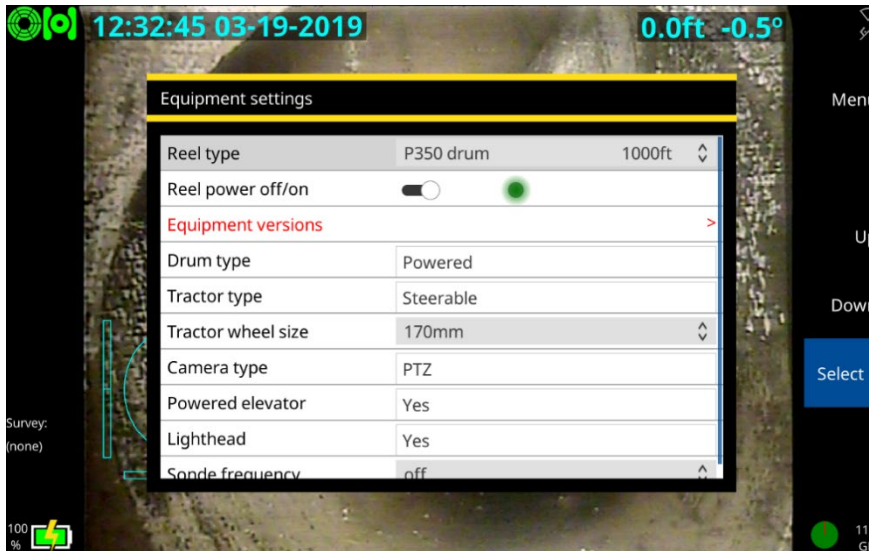 12:32:45 03-19-2019 0.0ft -0.5°
Equipment settings
Menu
Reel type P350 drum 1000ft
Reel power off/on
Equipment versions >
Drum type Powered
Up
Tractor type Steerable
Down
Tractor wheel size 170mm
Camera type PTZ
Select
Powered elevator Yes
Survey:
(none)
Lighthead Yes
Sonde frequency off
100
%
11
G